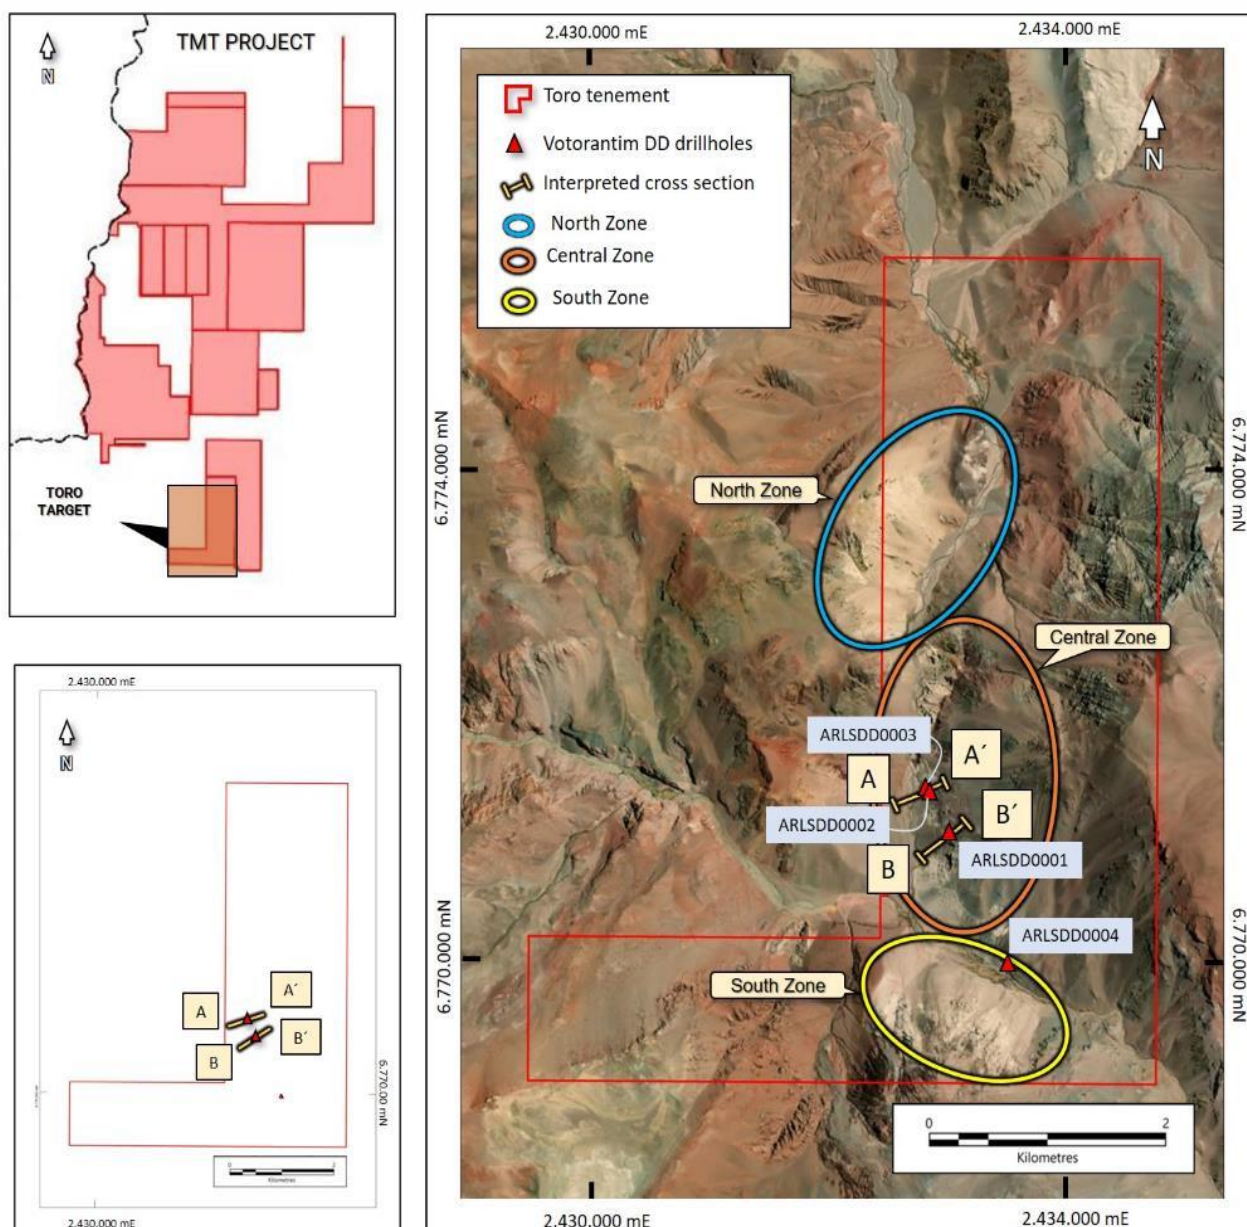 TMT PROJECT
N
TORO
TARGET
2.430.000 mE
N
A
A´
B
B´
6.770.00 mN
0
2
Kilometres
2.430.000 mE
2.430.000 mE
2.434.000 mE
Toro tenement
Votorantim DD drillholes
Interpreted cross section
North Zone
Central Zone
South Zone
N
6.774.000 mN
6.774.000 mN
North Zone
Central Zone
ARLSDD0003
A
A´
ARLSDD0002
B´
B
ARLSDD0001
ARLSDD0004
6.770.000 mN
6.770.000 mN
South Zone
0
2
Kilometres
2.430.000 mE
2.434.000 mE